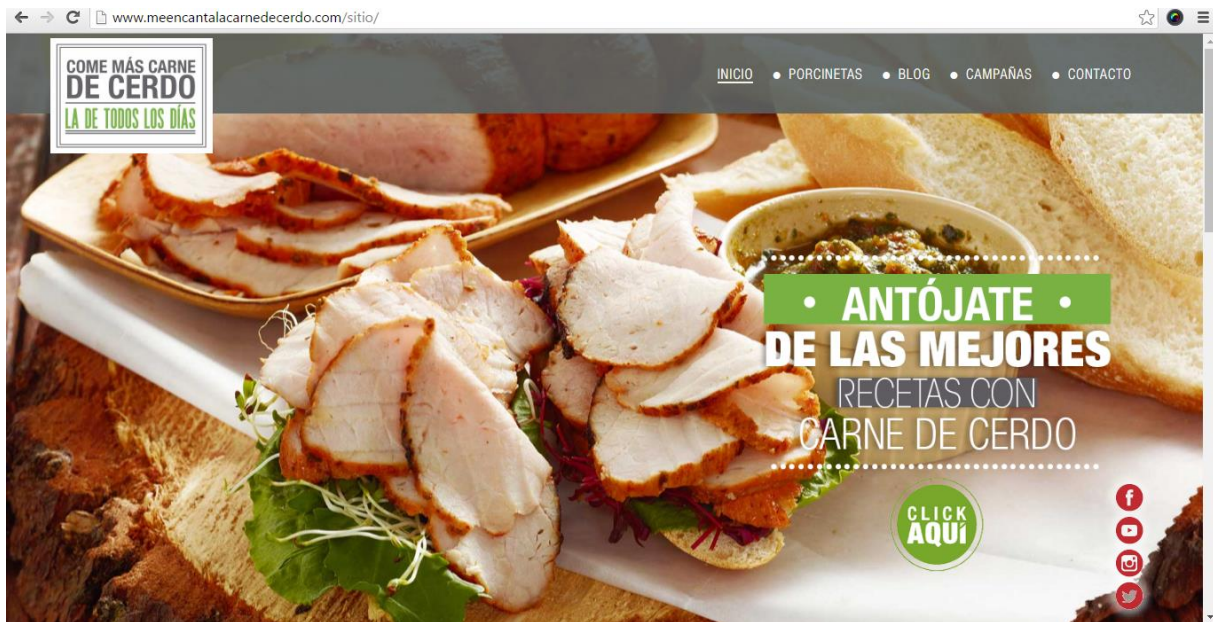 www.meencantalacarnedecerdo.com/sitio/
COME MÁS CARNE
DE CERDO
LA DE TODOS LOS DÍAS
INICIO • PORCINETAS • BLOG • CAMPAÑAS • CONTACTO
• ANTÓJATE •
DE LAS MEJORES
RECETAS CON
CARNE DE CERDO
CLICK
AQUÍ